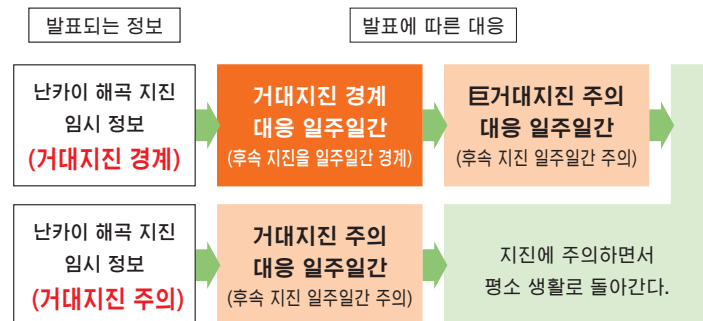 발표되는 정보
발표에 따른 대응
난카이 해곡 지진
임시 정보
(거대지진 경계)
거대지진 경계
대응 일주일간
(후속 지진을 일주일간 경계)
巨거대지진 주의
대응 일주일간
(후속 지진 일주일간 주의)
난카이 해곡 지진
임시 정보
(거대지진 주의)
거대지진 주의
대응 일주일간
(후속 지진 일주일간 주의)
지진에 주의하면서
평소 생활로 돌아간다.